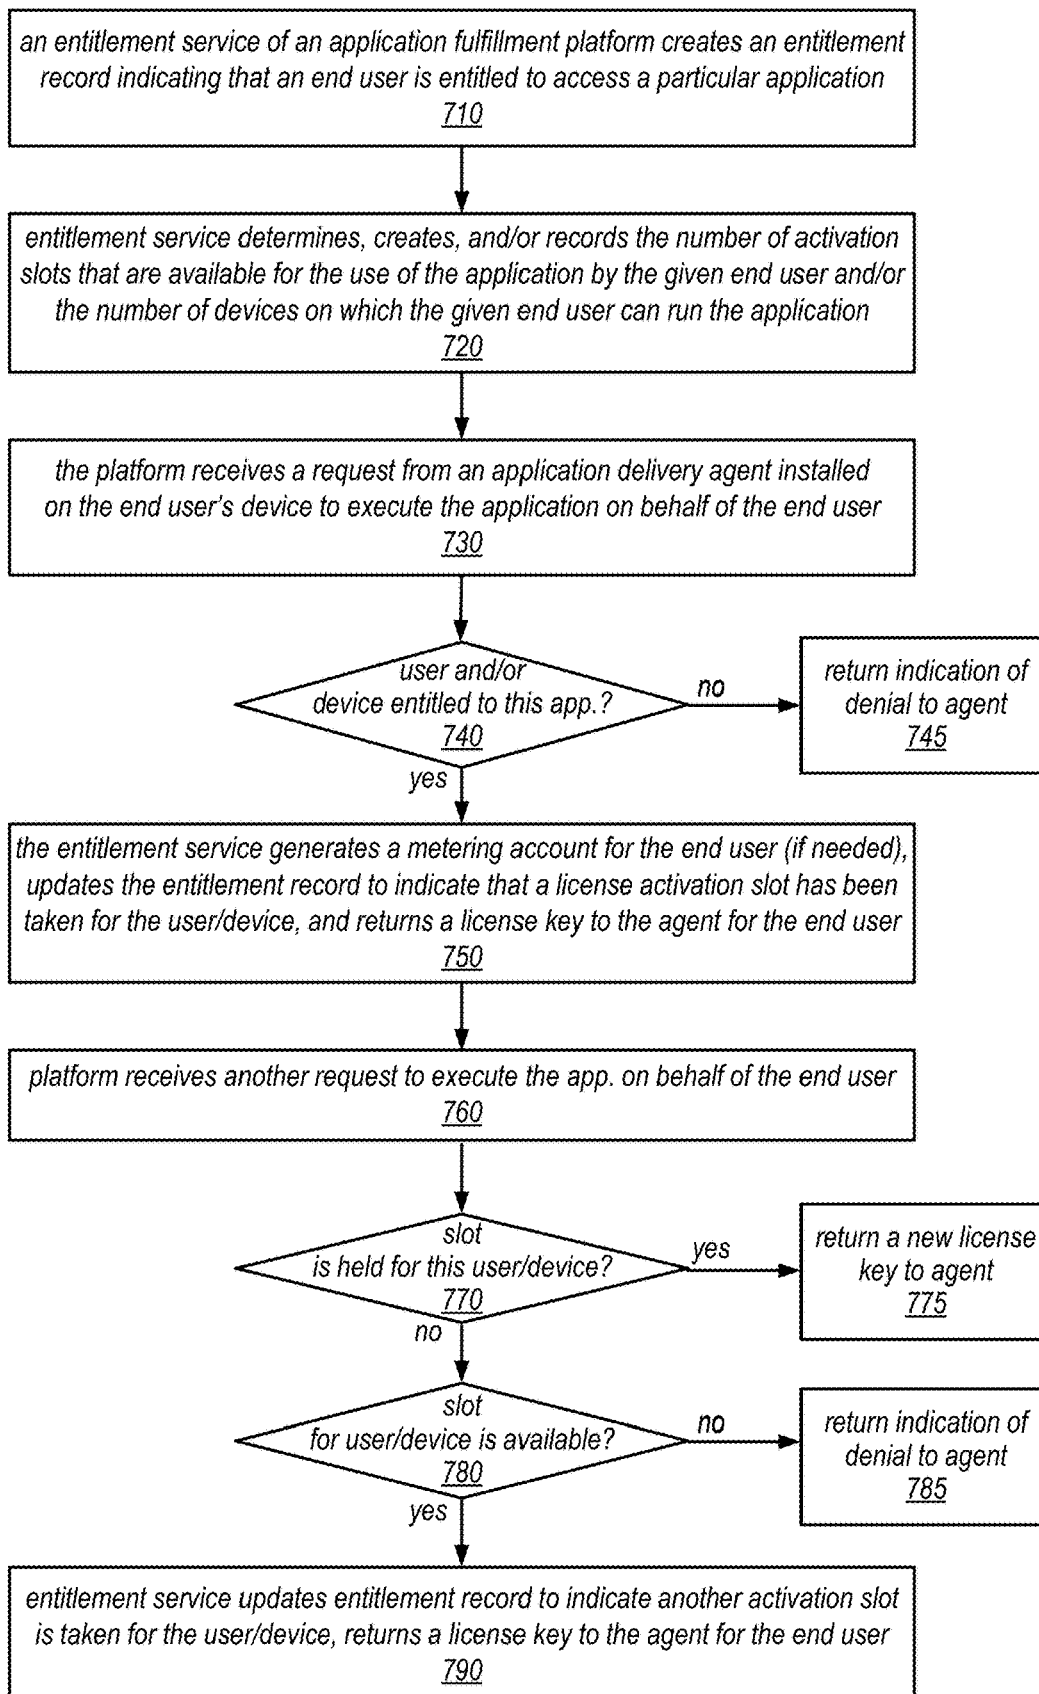 an entitlement service of an application fulfillment platform creates an entitlement
record indicating that an end user is entitled to access a particular application
710
entitlement service determines, creates, and/or records the number of activation
slots that are available for the use of the application by the given end user and/or
the number of devices on which the given end user can run the application
720
the platform receives a request from an application delivery agent installed
on the end user's device to execute the application on behalf of the end user
730
user and/or
device entitled to this app.?
740
no
return indication of
denial to agent
745
yes
the entitlement service generates a metering account for the end user (if needed),
updates the entitlement record to indicate that a license activation slot has been
taken for the user/device, and returns a license key to the agent for the end user
750
platform receives another request to execute the app. on behalf of the end user
760
slot
is held for this user/device?
770
yes
return a new license
key to agent
775
no
slot
for user/device is available?
780
no
return indication of
denial to agent
785
yes
entitlement service updates entitlement record to indicate another activation slot
is taken for the user/device, returns a license key to the agent for the end user
790